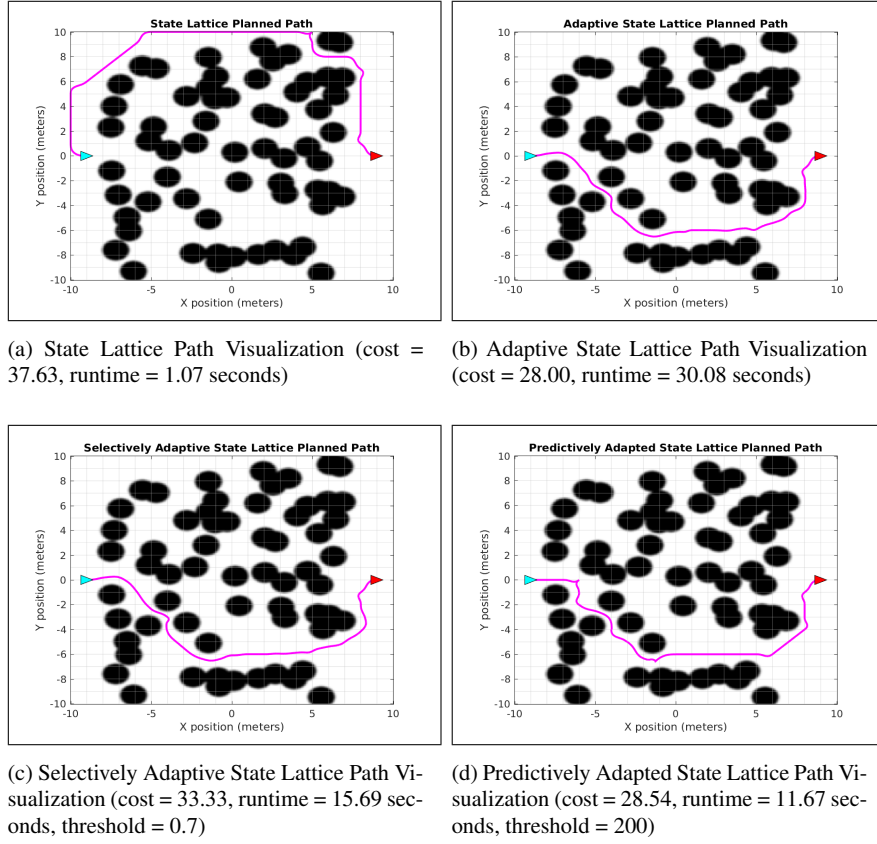 State Lattice Planned Path
10
8
6
4
2
0
-2
-4
-6
-8
-10
Y position (meters)
-10 -5 0 5 10
X position (meters)
(a) State Lattice Path Visualization (cost =
37.63, runtime = 1.07 seconds)
Adaptive State Lattice Planned Path
10
8
6
4
2
0
-2
-4
-6
-8
-10
Y position (meters)
-10 -5 0 5 10
X position (meters)
(b) Adaptive State Lattice Path Visualization
(cost = 28.00, runtime = 30.08 seconds)
Selectively Adaptive State Lattice Planned Path
10
8
6
4
2
0
-2
-4
-6
-8
-10
Y position (meters)
-10 -5 0 5 10
X position (meters)
(c) Selectively Adaptive State Lattice Path Vi-
sualization (cost = 33.33, runtime = 15.69 sec-
onds, threshold = 0.7)
Predictively Adapted State Lattice Planned Path
10
8
6
4
2
0
-2
-4
-6
-8
-10
Y position (meters)
-10 -5 0 5 10
X position (meters)
(d) Predictively Adapted State Lattice Path Vi-
sualization (cost = 28.54, runtime = 11.67 sec-
onds, threshold = 200)